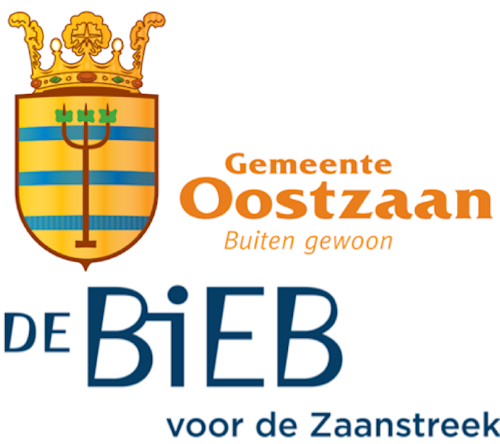 Gemeente
Oostzaan
Buiten gewoon
DE BiEB
voor de Zaanstreek